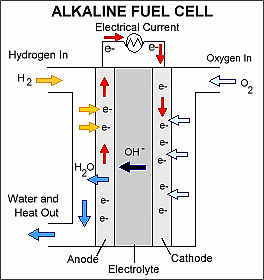 ALKALINE FUEL CELL
Electrical Current
e- e-
Hydrogen In
Oxygen In
H2
O2
e- e-
e-
e- e-
e-
OH-
e-
H2O
e-
e-
e-
Water and
Heat Out
e- e-
Anode
Cathode
Electrolyte